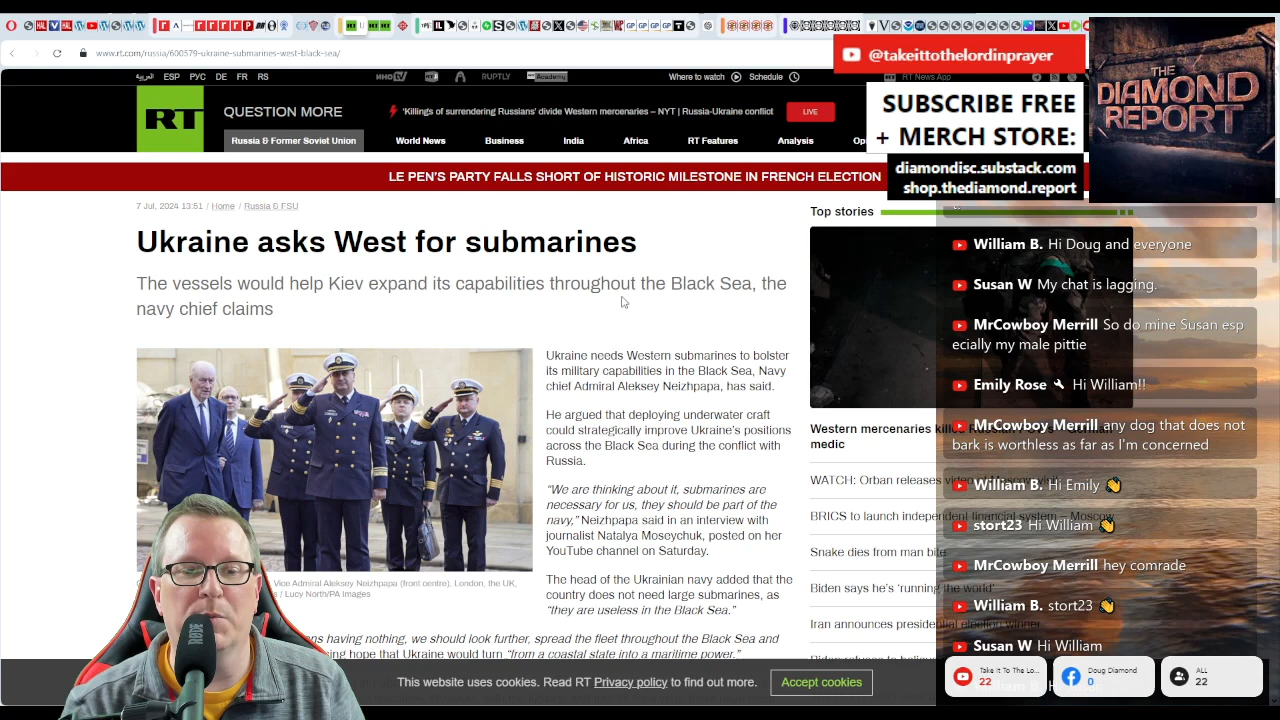 www.rt.com/russia/600579-ukraine-submarines-west-black-sea/
@takeittothelordinprayer
THE
DIAMOND
REPORT
SUBSCRIBE FREE
+ MERCH STORE:
diamondisc.substack.com
shop.thediamond.report
العربية ESP РУС DE FR RS
ИНОTV RUPTLY Academy
Where to watch Schedule
RT News App
RT
QUESTION MORE
'Killings of surrendering Russians' divide Western mercenaries – NYT | Russia-Ukraine conflict
LIVE
Russia & Former Soviet Union World News Business India Africa RT Features Analysis
LE PEN'S PARTY FALLS SHORT OF HISTORIC MILESTONE IN FRENCH ELECTION
7 Jul, 2024 13:51 / Home / Russia & FSU
Ukraine asks West for submarines
The vessels would help Kiev expand its capabilities throughout the Black Sea, the
navy chief claims
Ukraine needs Western submarines to bolster
its military capabilities in the Black Sea, Navy
chief Admiral Aleksey Neizhpapa, has said.
He argued that deploying underwater craft
could strategically improve Ukraine's positions
across the Black Sea during the conflict with
Russia.
"We are thinking about it, submarines are
necessary for us, they should be part of the
navy," Neizhpapa said in an interview with
journalist Natalya Moseychuk, posted on her
YouTube channel on Saturday.
The head of the Ukrainian navy added that the
country does not need large submarines, as
"they are useless in the Black Sea."
Vice Admiral Aleksey Neizhpapa (front centre). London, the UK,
/ Lucy North/PA Images
having nothing, we should look further, spread the fleet throughout the Black Sea and
hope that Ukraine would turn "from a coastal state into a maritime power."
This website uses cookies. Read RT Privacy policy to find out more.
Accept cookies
Top stories
Western mercenaries killed
medic
WATCH: Orban releases
BRICS to launch independent financial system – Moscow
Snake dies from man bite
Biden says he's 'running the world'
Iran announces presidential election winner
William B. Hi Doug and everyone
Susan W My chat is lagging.
MrCowboy Merrill So do mine Susan esp
ecially my male pittie
Emily Rose Hi William!!
MrCowboy Merrill any dog that does not
bark is worthless as far as I'm concerned
William B. Hi Emily 👋
stort23 Hi William 👋
MrCowboy Merrill hey comrade
William B. stort23 👋
Susan W Hi William
Take It To The Lo...
22
Doug Diamond
0
ALL
22